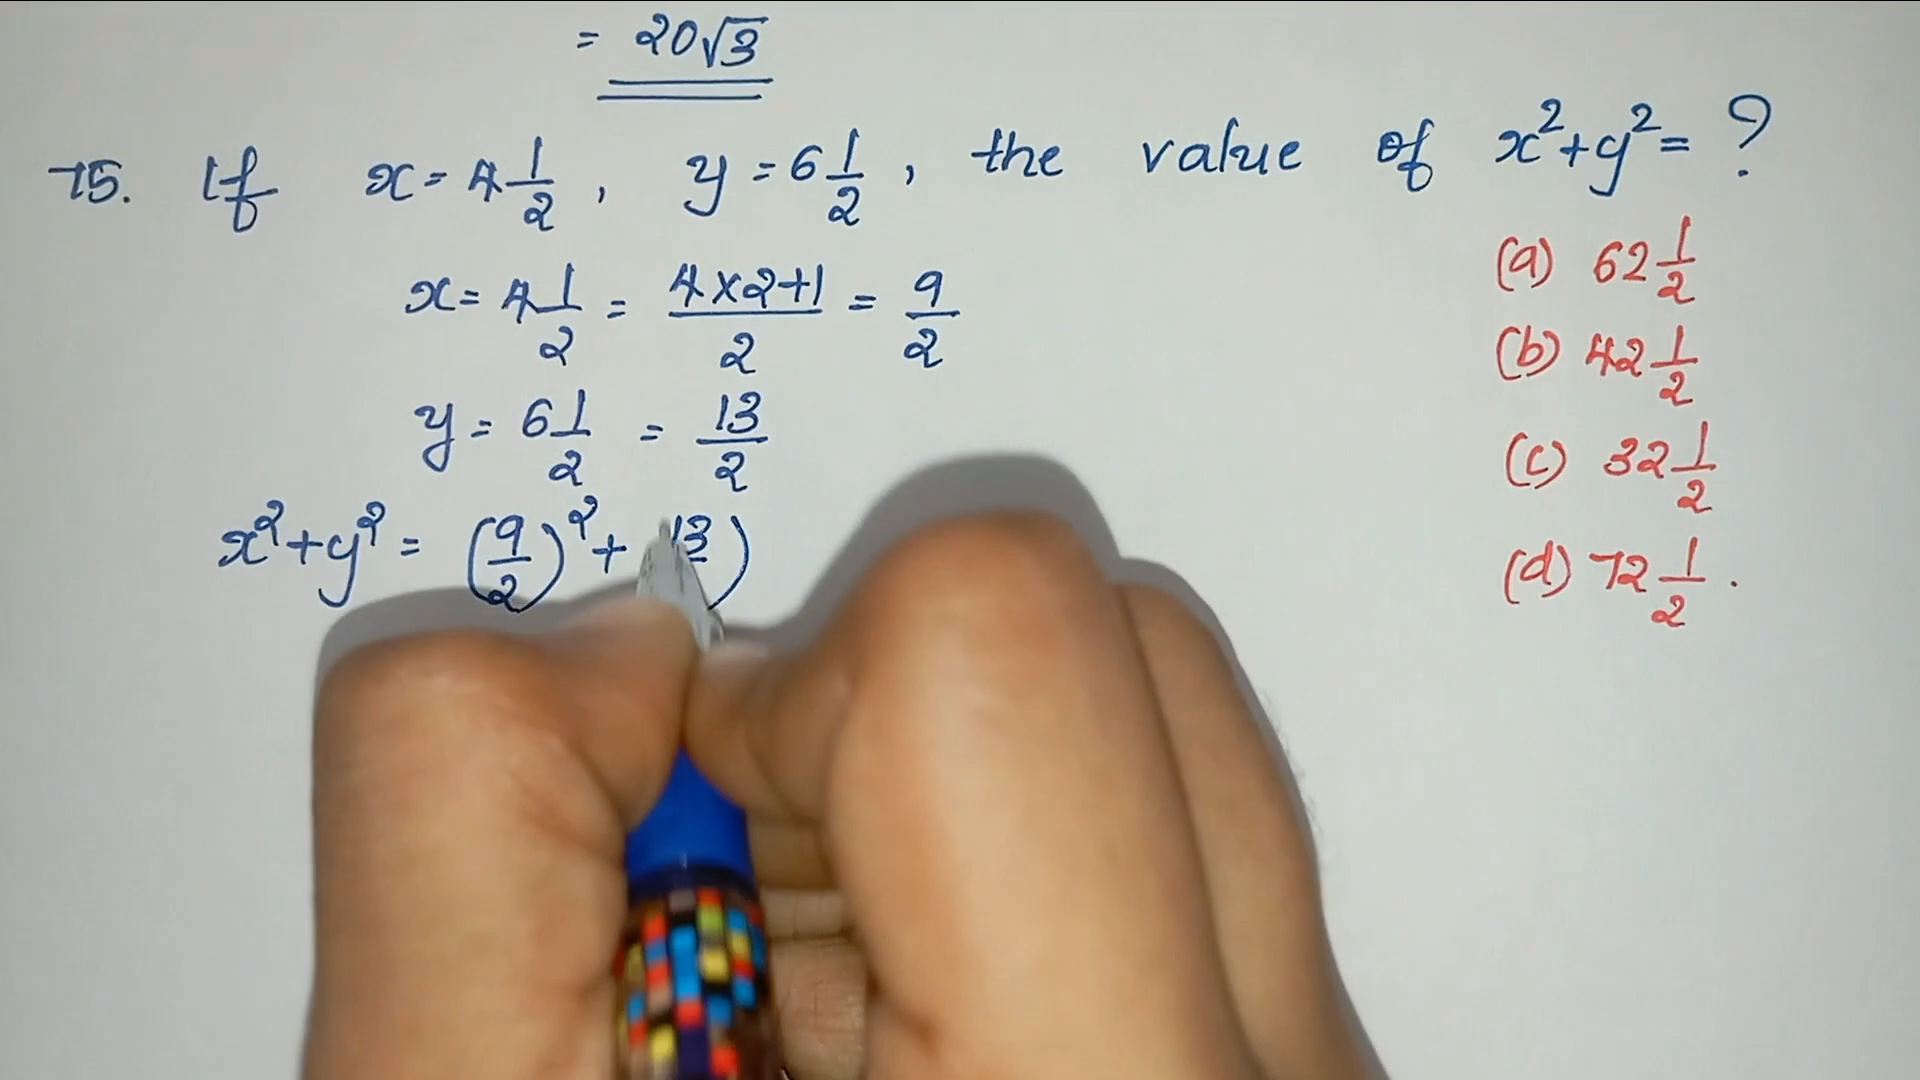 = 20√3
75. If x = 4 1/2, y = 6 1/2, the value of x² + y² = ?
(a) 62 1/2
(b) 42 1/2
(c) 32 1/2
(d) 72 1/2.
x = 4 1/2 = 4×2+1/2 = 9/2
y = 6 1/2 = 13/2
x² + y² = (9/2)² + 13)